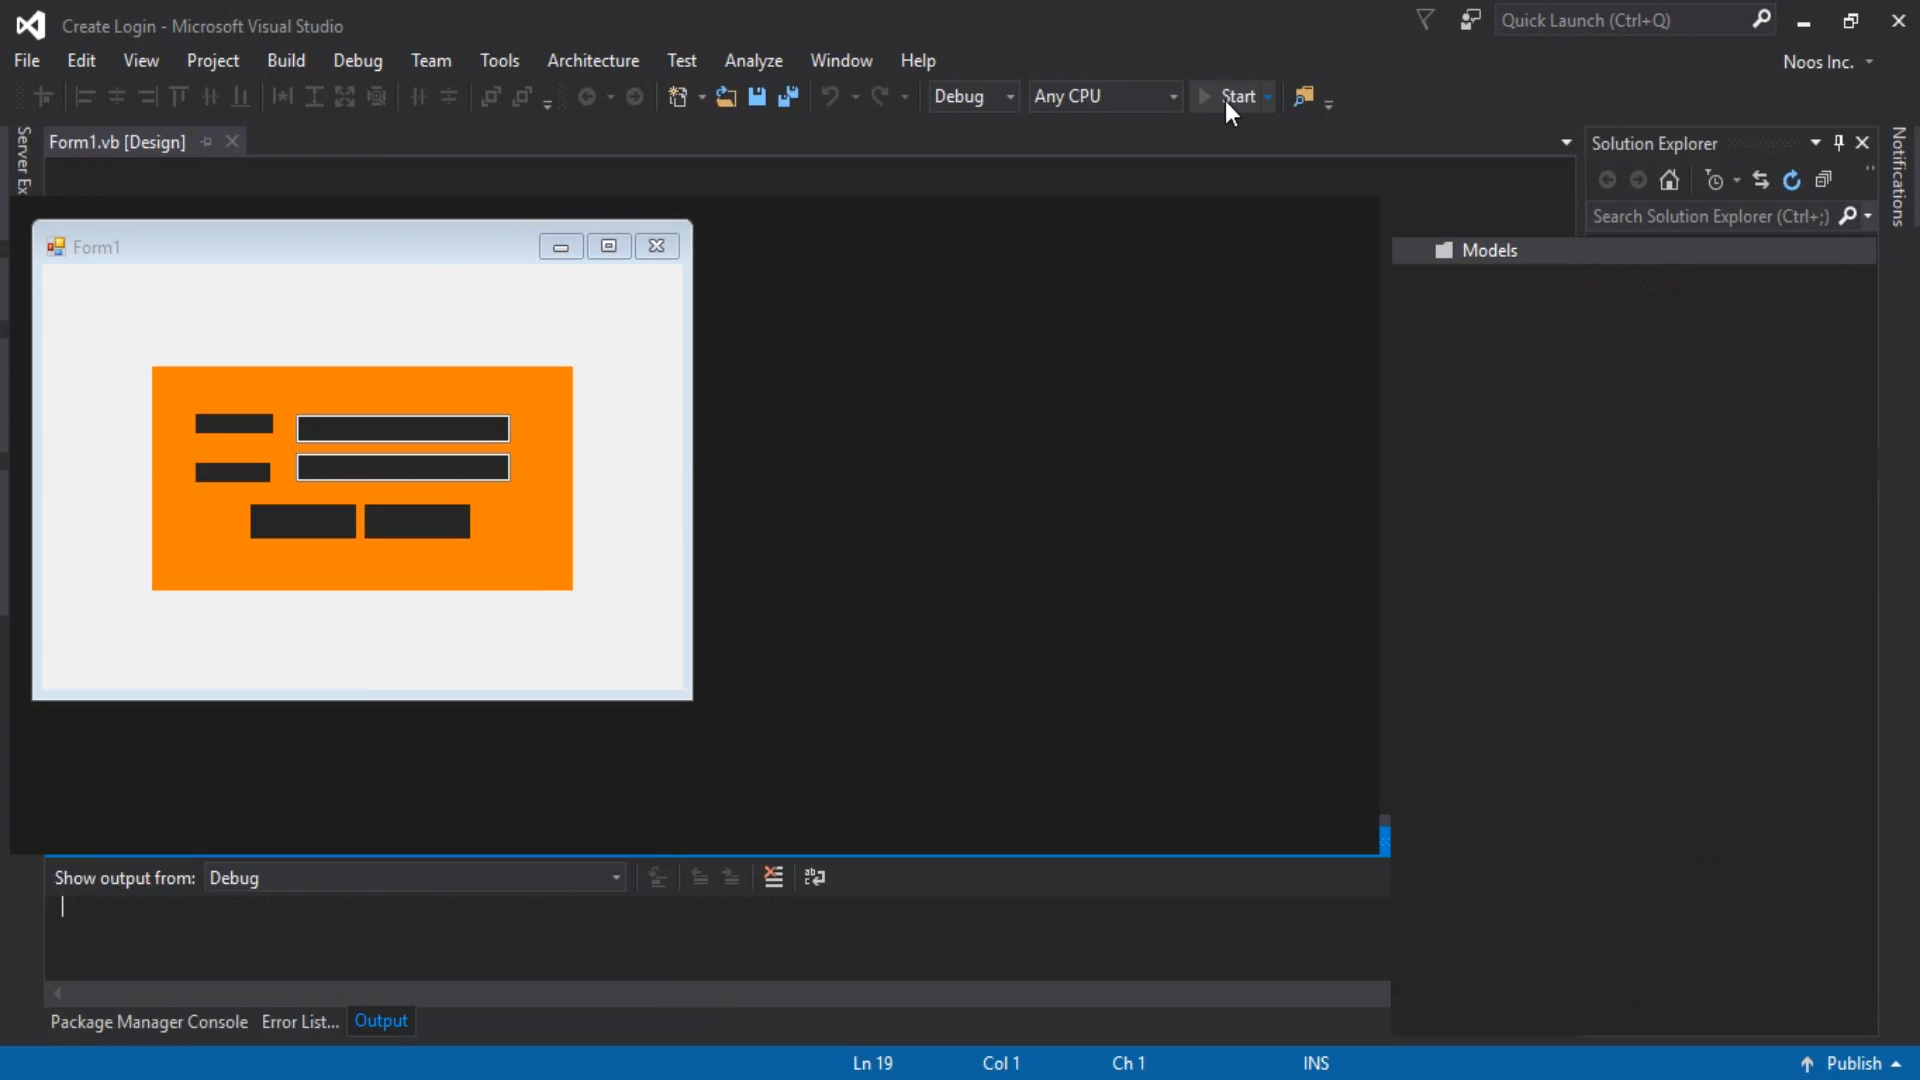 Create Login - Microsoft Visual Studio
Quick Launch (Ctrl+Q)
File Edit View Project Build Debug Team Tools Architecture Test Analyze Window Help
Noos Inc.
Debug Any CPU Start
Server Ex
Form1.vb [Design]
Solution Explorer
Notifications
Search Solution Explorer (Ctrl+;)
Form1
Models
Show output from: Debug
Package Manager Console Error List... Output
Ln 19 Col 1 Ch 1 INS Publish